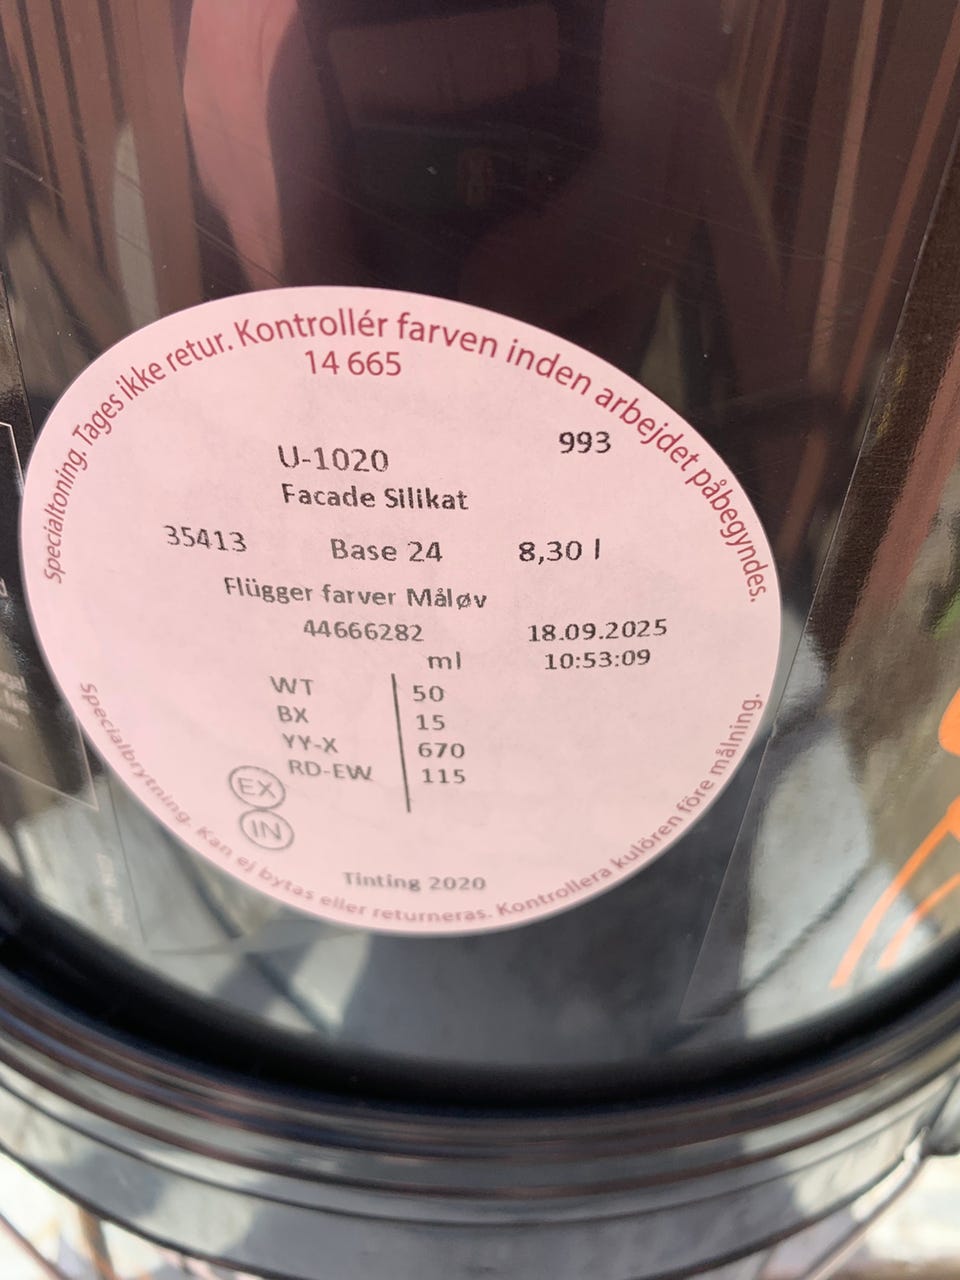 Specialtoning. Tages ikke retur. Kontrollér farven inden arbejdet påbegyndes.
14 665
993
U-1020
Facade Silikat
35413 Base 24 8,30 l
Flügger farver Måløv
44666282 18.09.2025
ml 10:53:09
WT 50
BX 15
YY-X 670
RD-EW 115
EX
IN
Tinting 2020
Specialbrytning. Kan ej bytas eller returneras. Kontrollera kulören före målning.